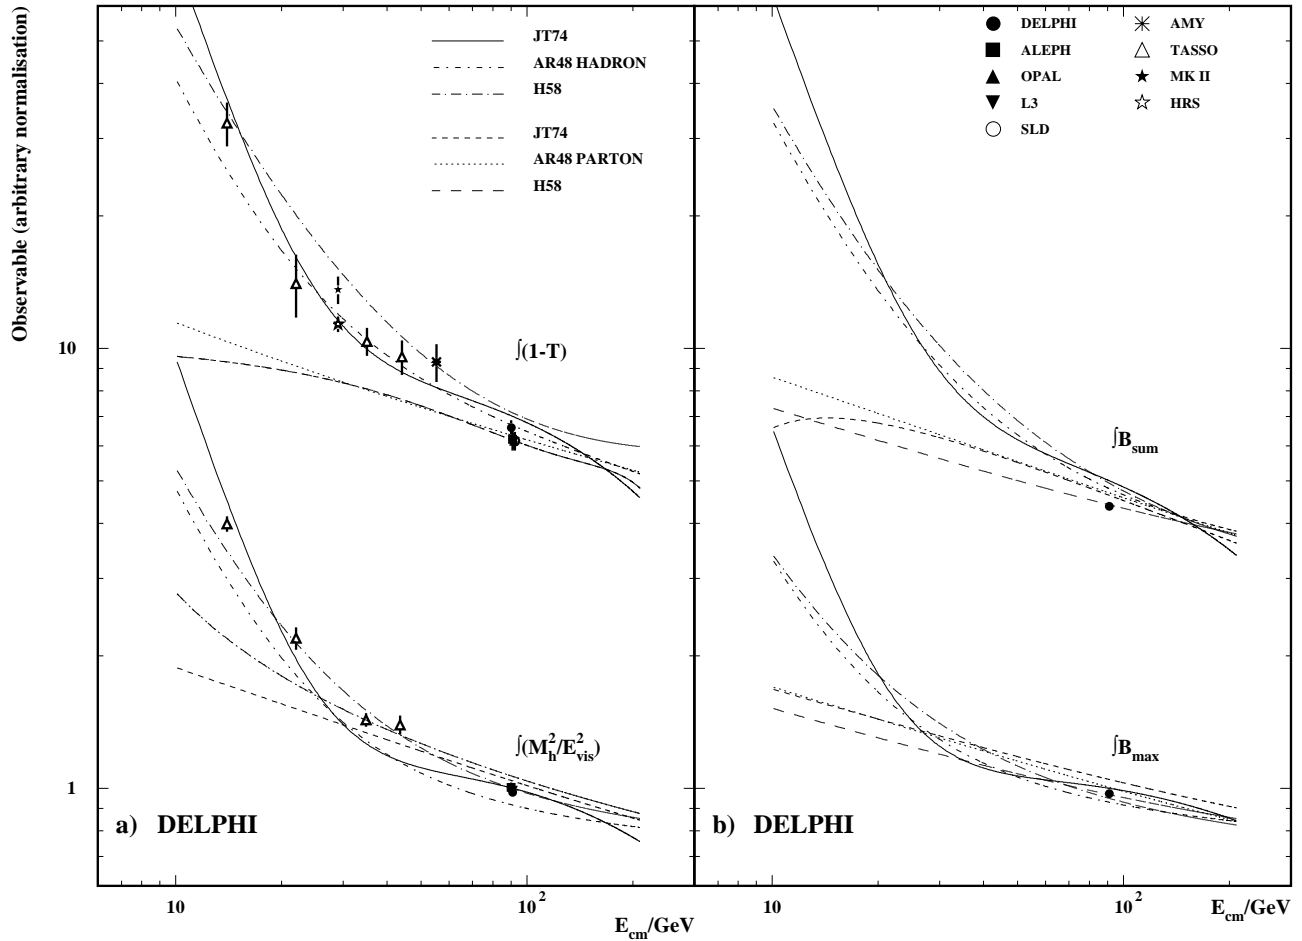 Observable (arbitrary normalisation)
JT74
AR48 HADRON
H58
JT74
AR48 PARTON
H58
10
1
∫(1-T)
∫(M_h^2/E_vis^2)
a) DELPHI
10
10^2
E_cm/GeV
DELPHI
ALEPH
OPAL
L3
SLD
AMY
TASSO
MK II
HRS
∫B_sum
∫B_max
b) DELPHI
10
10^2
E_cm/GeV